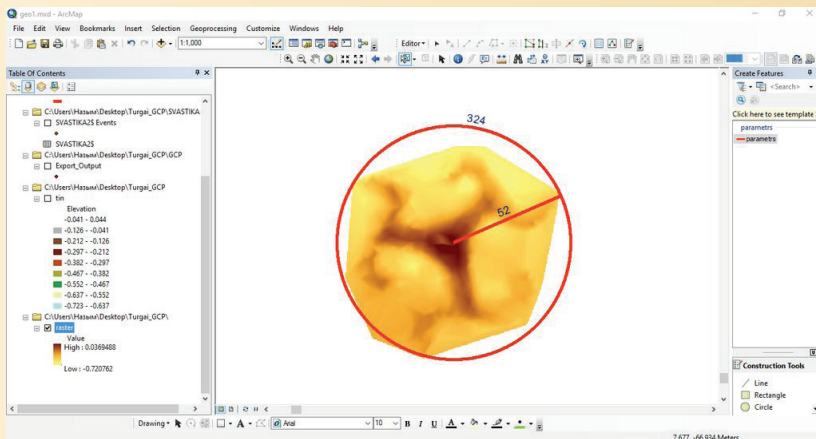 geo1.mxd - ArcMap
File Edit View Bookmarks Insert Selection Geoprocessing Customize Windows Help
1:1,000
Editor
Table Of Contents
C:\Users\Назым\Desktop\Turgai_GCP\SVASTIKA
SVASTIKA2$ Events
SVASTIKA2$
C:\Users\Назым\Desktop\Turgai_GCP\GCP
Export_Output
C:\Users\Назым\Desktop\Turgai_GCP
tin
Elevation
-0.041 - 0.044
-0.126 - -0.041
-0.212 - -0.126
-0.297 - -0.212
-0.382 - -0.297
-0.467 - -0.382
-0.552 - -0.467
-0.637 - -0.552
-0.723 - -0.637
C:\Users\Назым\Desktop\Turgai_GCP\
raster
Value
High : 0.0369488
Low : -0.720762
324
52
Create Features
<Search>
Click here to see template
parametrs
parametrs
Construction Tools
Line
Rectangle
Circle
Drawing
A
Arial
10
B I U A
7,677 -66,934 Meters